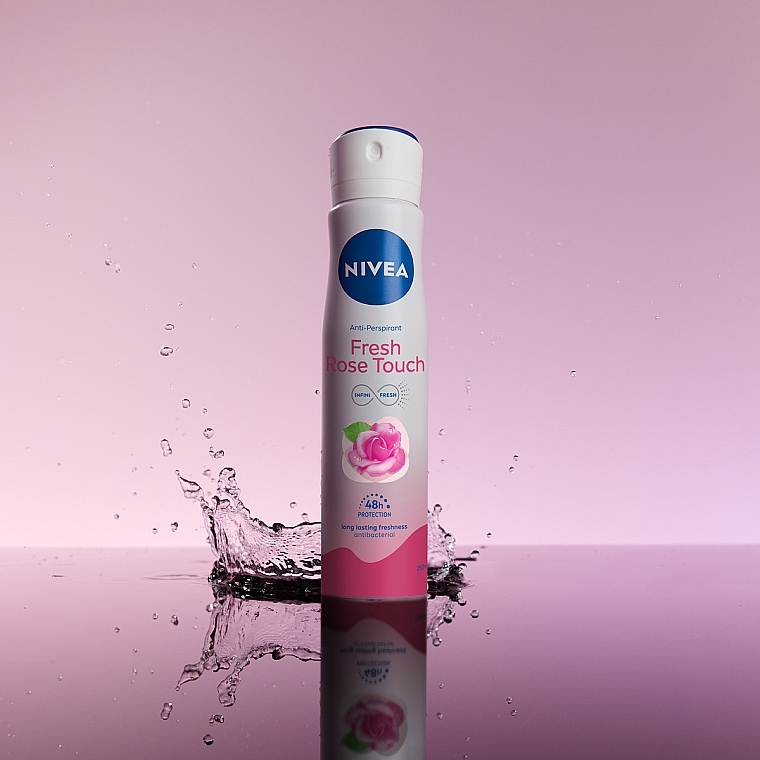 NIVEA
Anti-Perspirant
Fresh
Rose Touch
INFINI FRESH
48h
PROTECTION
long lasting freshness
antibacterial